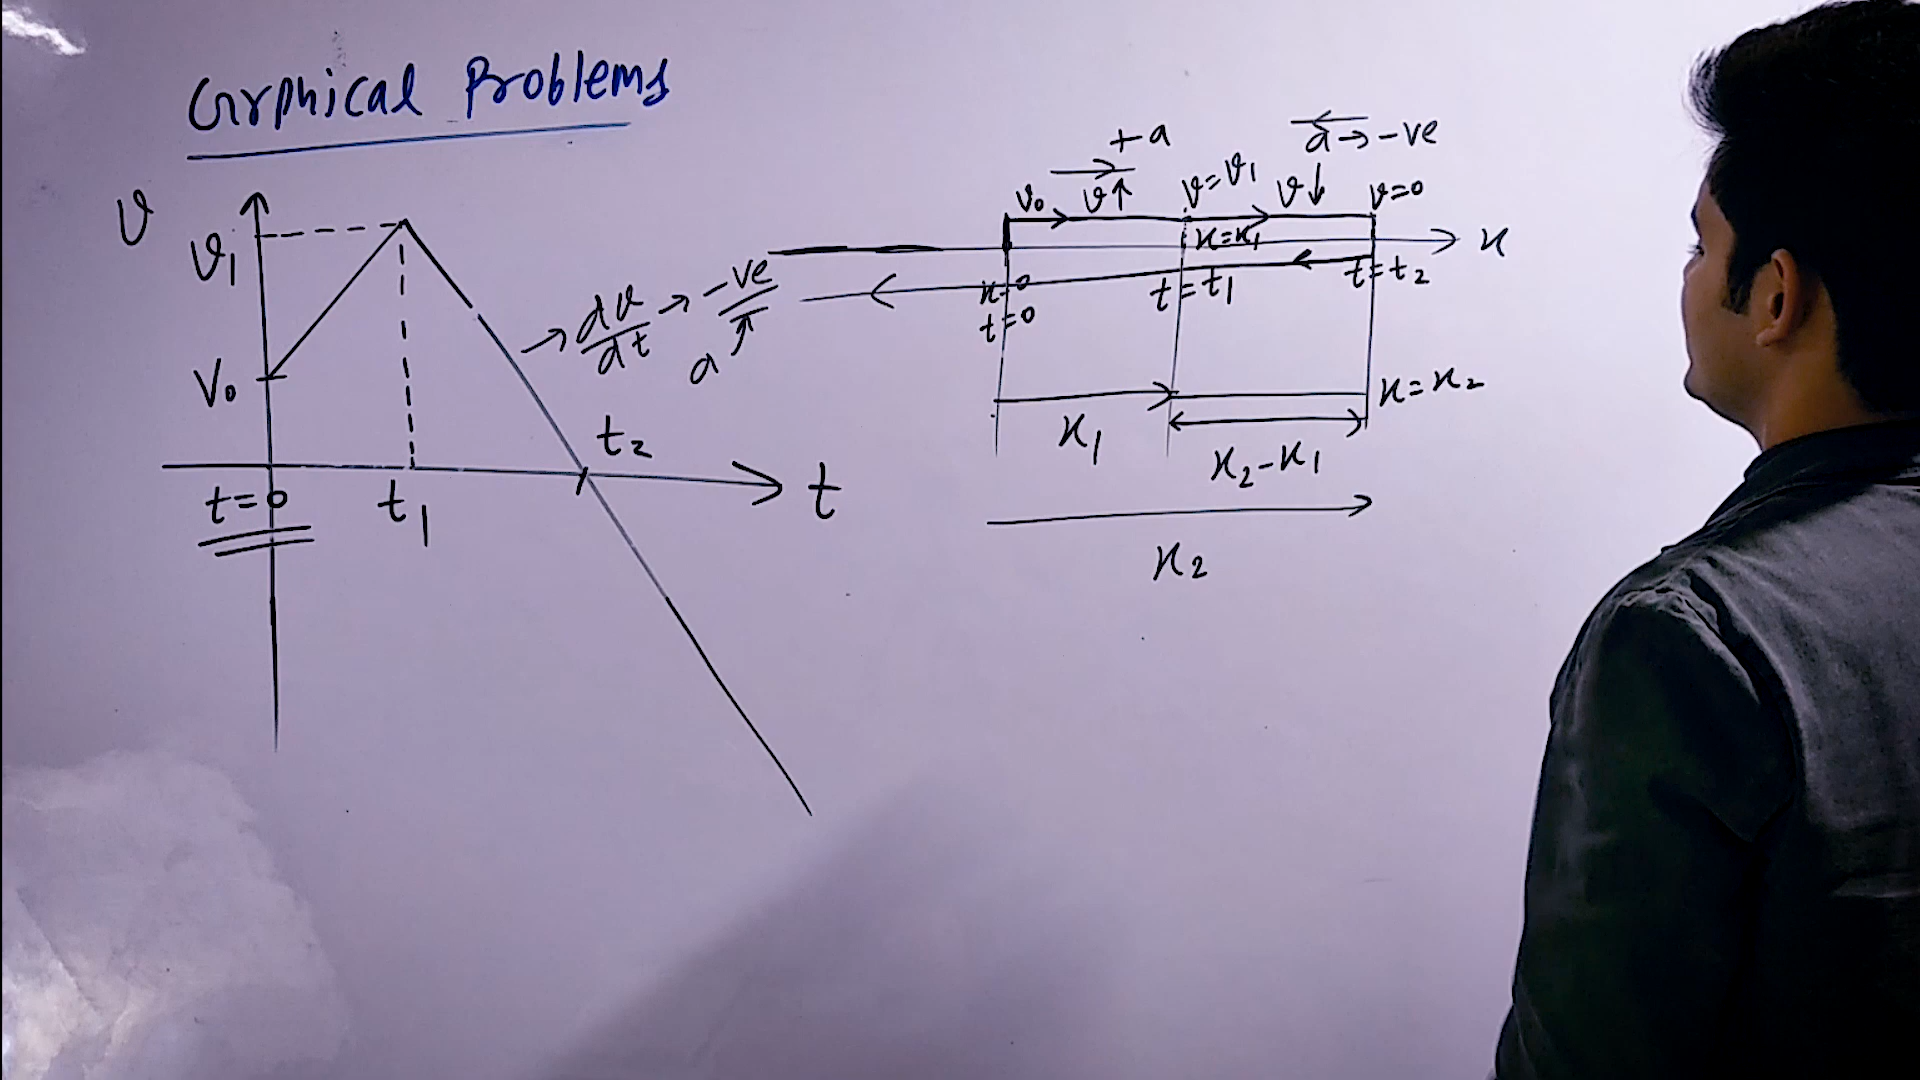 Grphical Problems
v
v₁
V₀
t=0
t₁
t₂
t
→ dv/dt → -ve
a
+a
a → -ve
v₀
v↑
v=v₁
v↓
v=0
x=x₁
x
x=0
t=0
t=t₁
t=t₂
x=x₂
x₁
x₂-x₁
x₂